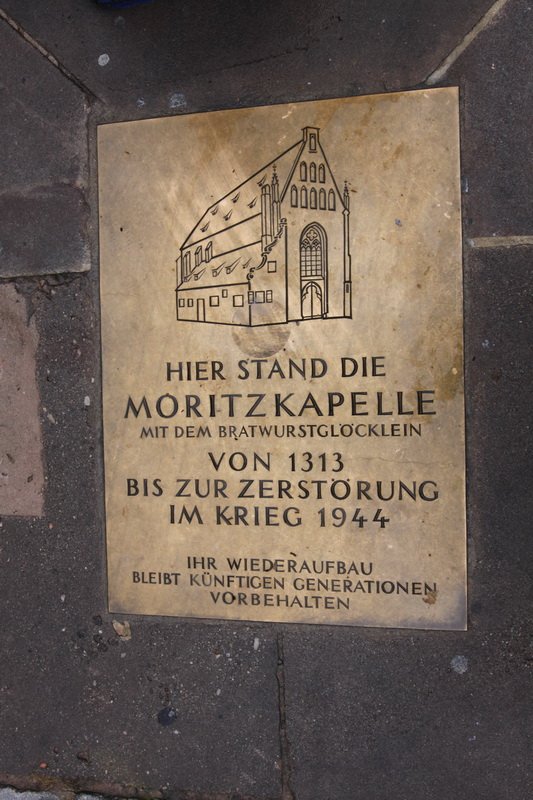 HIER STAND DIE
MORITZKAPELLE
MIT DEM BRATWURSTGLÖCKLEIN
VON 1313
BIS ZUR ZERSTÖRUNG
IM KRIEG 1944
IHR WIEDERAUFBAU
BLEIBT KÜNFTIGEN GENERATIONEN
VORBEHALTEN